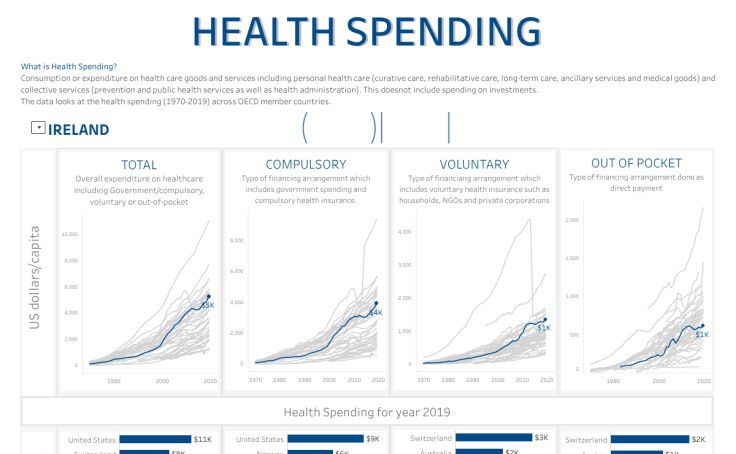 HEALTH SPENDING
What is Health Spending?
Consumption or expenditure on health care goods and services including personal health care (curative care, rehabilitative care, long-term care, ancillary services and medical goods) and
collective services (prevention and public health services as well as health administration). This doesnot include spending on investments.
The data looks at the health spending (1970-2019) across OECD member countries.
IRELAND
US dollars/capita
TOTAL
Overall expenditure on healthcare
including Government/compulsory,
voluntary or out-of-pocket
10,000
8,000
6,000
4,000
2,000
0
$5K
1980
2000
2020
COMPULSORY
Type of financing arrangement which
includes government spending and
compulsory health insurance.
8,000
6,000
4,000
2,000
0
$4K
1970
1980
1990
2000
2010
2020
VOLUNTARY
Type of financiang arrangement which
includes voluntary health insurance such as
households, NGOs and private corporations
4,000
3,000
2,000
1,000
0
$1K
1970
1980
1990
2000
2010
2020
OUT OF POCKET
Type of financing arrangement done as
direct payment
2,000
1,500
1,000
500
0
$1K
1980
2000
2020
Health Spending for year 2019
United States
$11K
United States
$9K
Switzerland
$3K
Australia
$2K
Switzerland
$2K